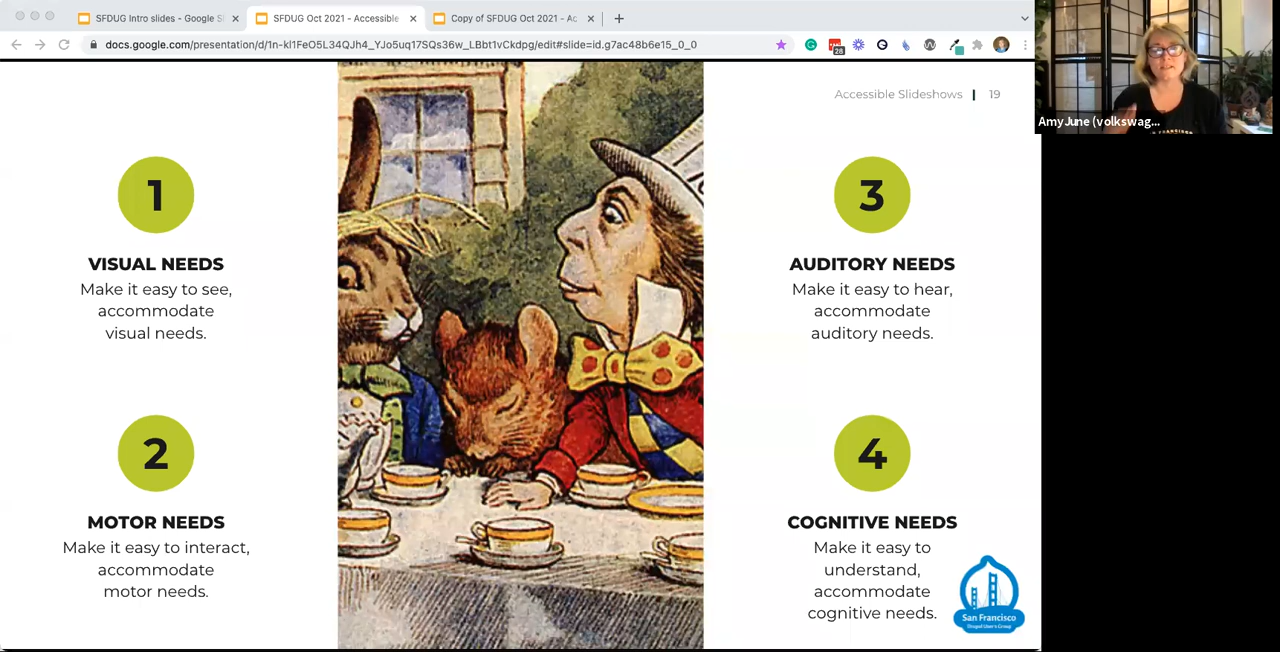 SFDUG Intro slides - Google S
SFDUG Oct 2021 - Accessible
Copy of SFDUG Oct 2021 - Ac
docs.google.com/presentation/d/1n-kl1FeO5L34QJh4_YJo5uq17SQs36w_LBbt1vCkdpg/edit#slide=id.g7ac48b6e15_0_0
28
AmyJune (volkswag...
Accessible Slideshows | 19
1
VISUAL NEEDS
Make it easy to see,
accommodate
visual needs.
2
MOTOR NEEDS
Make it easy to interact,
accommodate
motor needs.
3
AUDITORY NEEDS
Make it easy to hear,
accommodate
auditory needs.
4
COGNITIVE NEEDS
Make it easy to
understand,
accommodate
cognitive needs.
San Francisco
Drupal Users Group